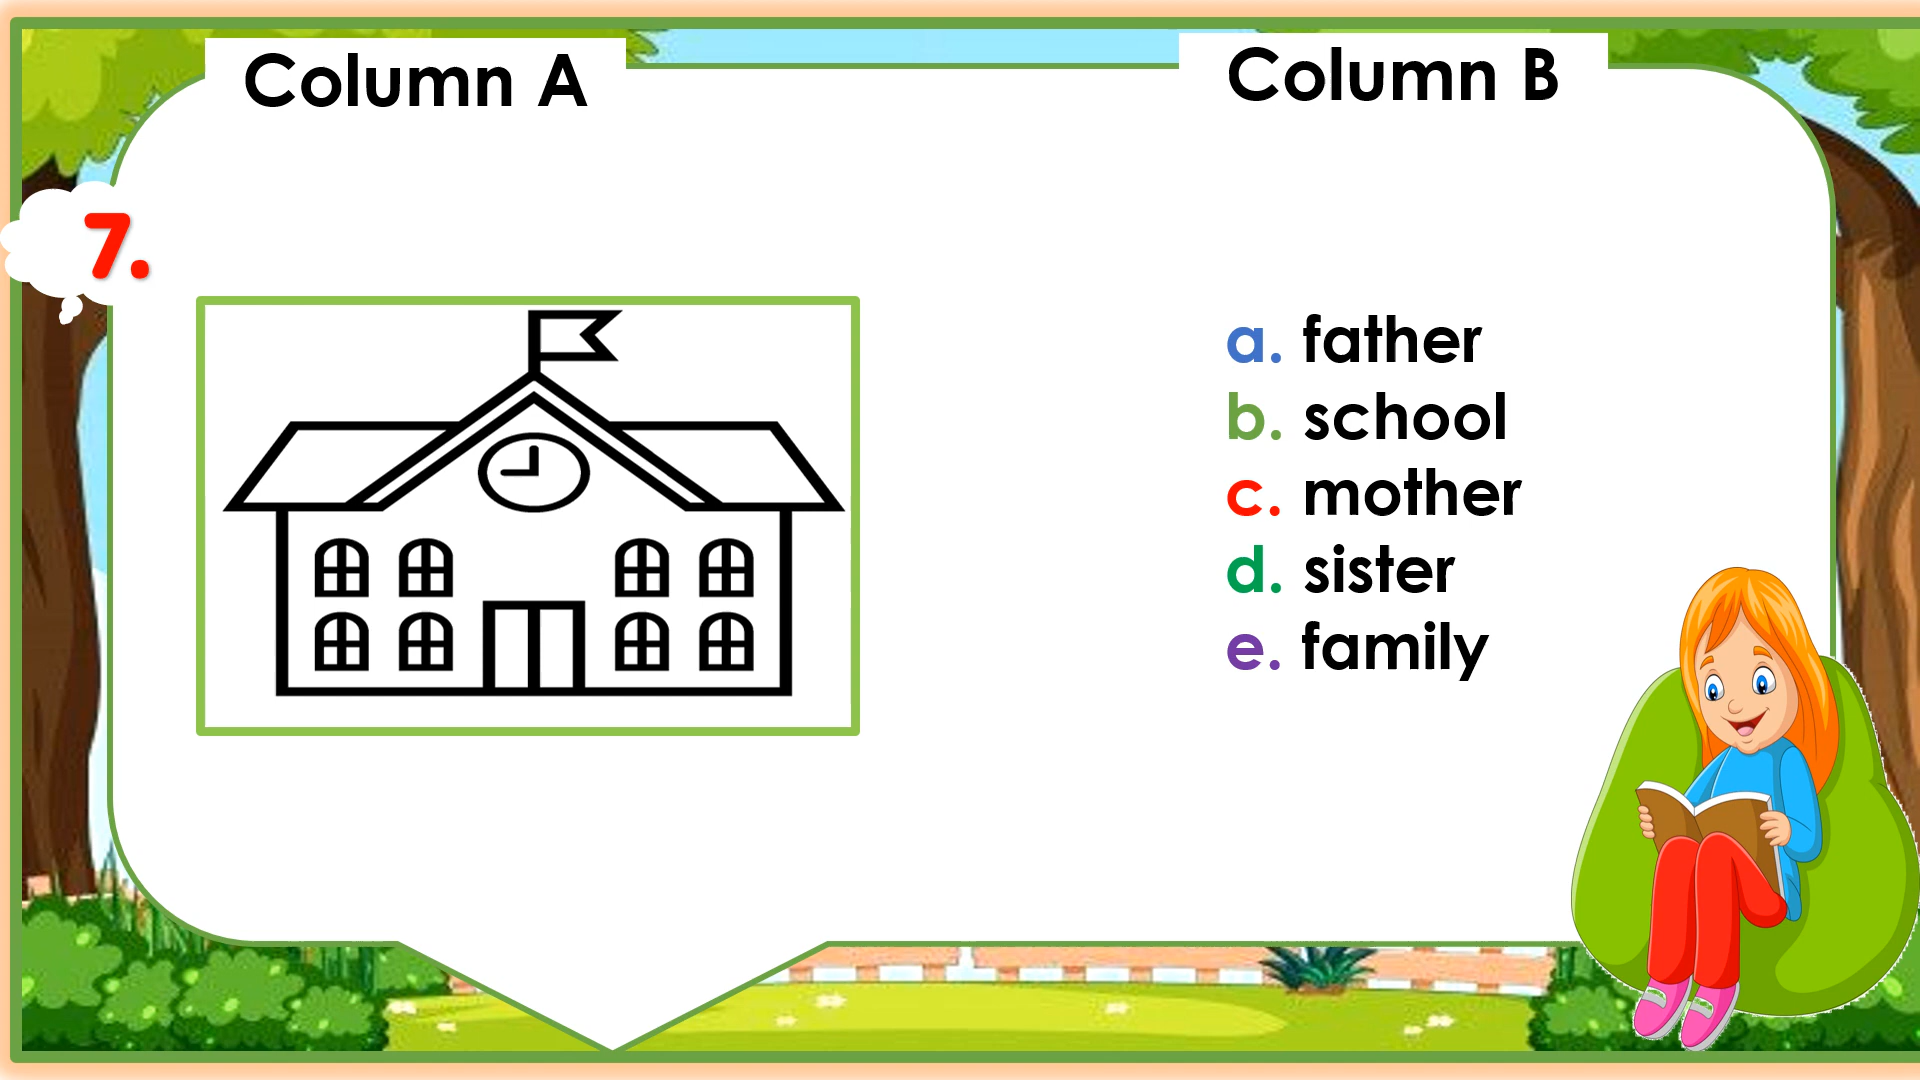 Column A
Column B
7.
a. father
b. school
c. mother
d. sister
e. family